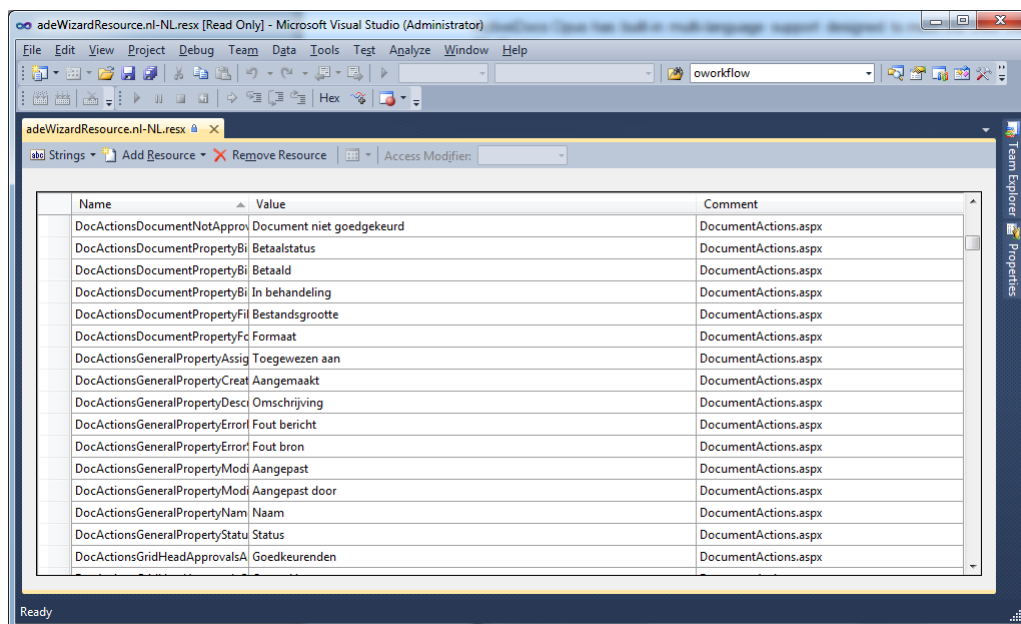 adeWizardResource.nl-NL.resx [Read Only] - Microsoft Visual Studio (Administrator)
File Edit View Project Debug Team Data Tools Test Analyze Window Help
oworkflow
Hex
adeWizardResource.nl-NL.resx
Strings Add Resource Remove Resource Access Modifier:
Name Value Comment
DocActionsDocumentNotApprov Document niet goedgekeurd DocumentActions.aspx
DocActionsDocumentPropertyBi Betaalstatus DocumentActions.aspx
DocActionsDocumentPropertyBi Betaald DocumentActions.aspx
DocActionsDocumentPropertyBi In behandeling DocumentActions.aspx
DocActionsDocumentPropertyFil Bestandsgrootte DocumentActions.aspx
DocActionsDocumentPropertyFo Formaat DocumentActions.aspx
DocActionsGeneralPropertyAssig Toegewezen aan DocumentActions.aspx
DocActionsGeneralPropertyCreat Aangemaakt DocumentActions.aspx
DocActionsGeneralPropertyDescr Omschrijving DocumentActions.aspx
DocActionsGeneralPropertyError Fout bericht DocumentActions.aspx
DocActionsGeneralPropertyError Fout bron DocumentActions.aspx
DocActionsGeneralPropertyModi Aangepast DocumentActions.aspx
DocActionsGeneralPropertyModi Aangepast door DocumentActions.aspx
DocActionsGeneralPropertyNam Naam DocumentActions.aspx
DocActionsGeneralPropertyStatu Status DocumentActions.aspx
DocActionsGridHeadApprovalsA Goedkeurenden DocumentActions.aspx
Team Explorer
Properties
Ready